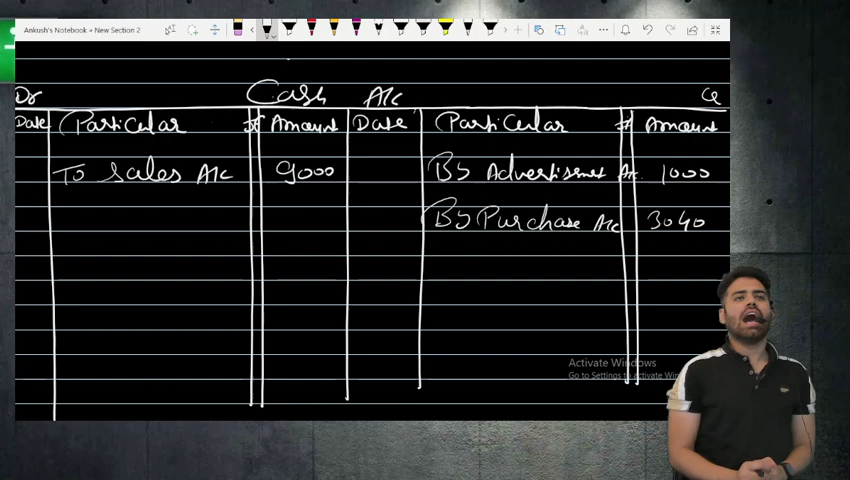 Ankush's Notebook » New Section 2
Dr Cash A/c Cr
Date Particular Amount Date Particular Amount
To Sales A/c 9000 By Advertisement A/c 1000
By Purchase A/c 3040
Activate Windows
Go to Settings to activate Win